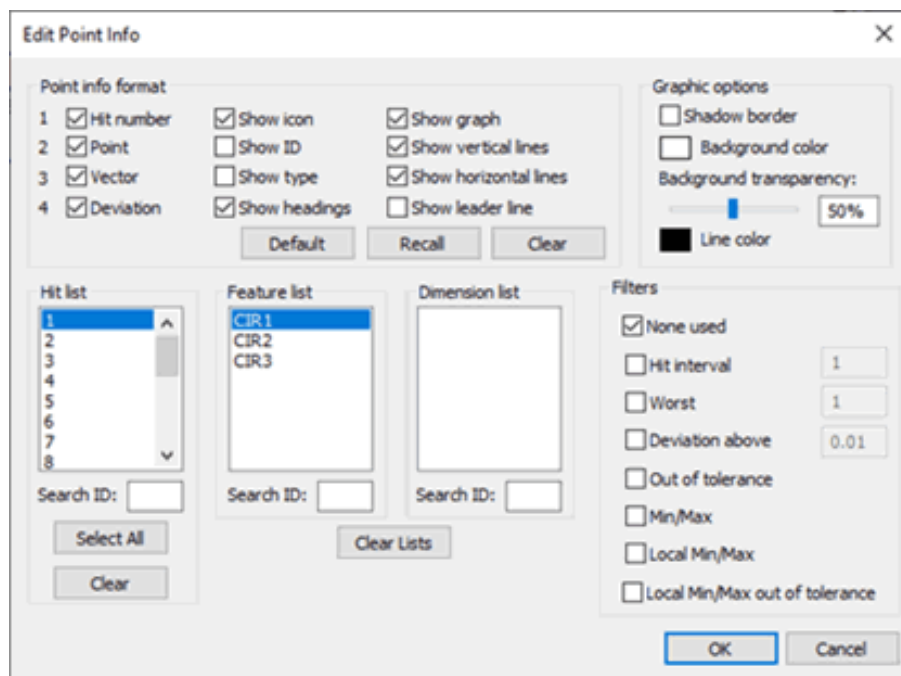 Edit Point Info
Point info format
1 Hit number Show icon Show graph
2 Point Show ID Show vertical lines
3 Vector Show type Show horizontal lines
4 Deviation Show headings Show leader line
Default Recall Clear
Graphic options
Shadow border
Background color
Background transparency:
50%
Line color
Hit list
1
2
3
4
5
6
7
8
Search ID:
Select All
Clear
Feature list
CIR1
CIR2
CIR3
Search ID:
Dimension list
Search ID:
Clear Lists
Filters
None used
Hit interval 1
Worst 1
Deviation above 0.01
Out of tolerance
Min/Max
Local Min/Max
Local Min/Max out of tolerance
OK Cancel